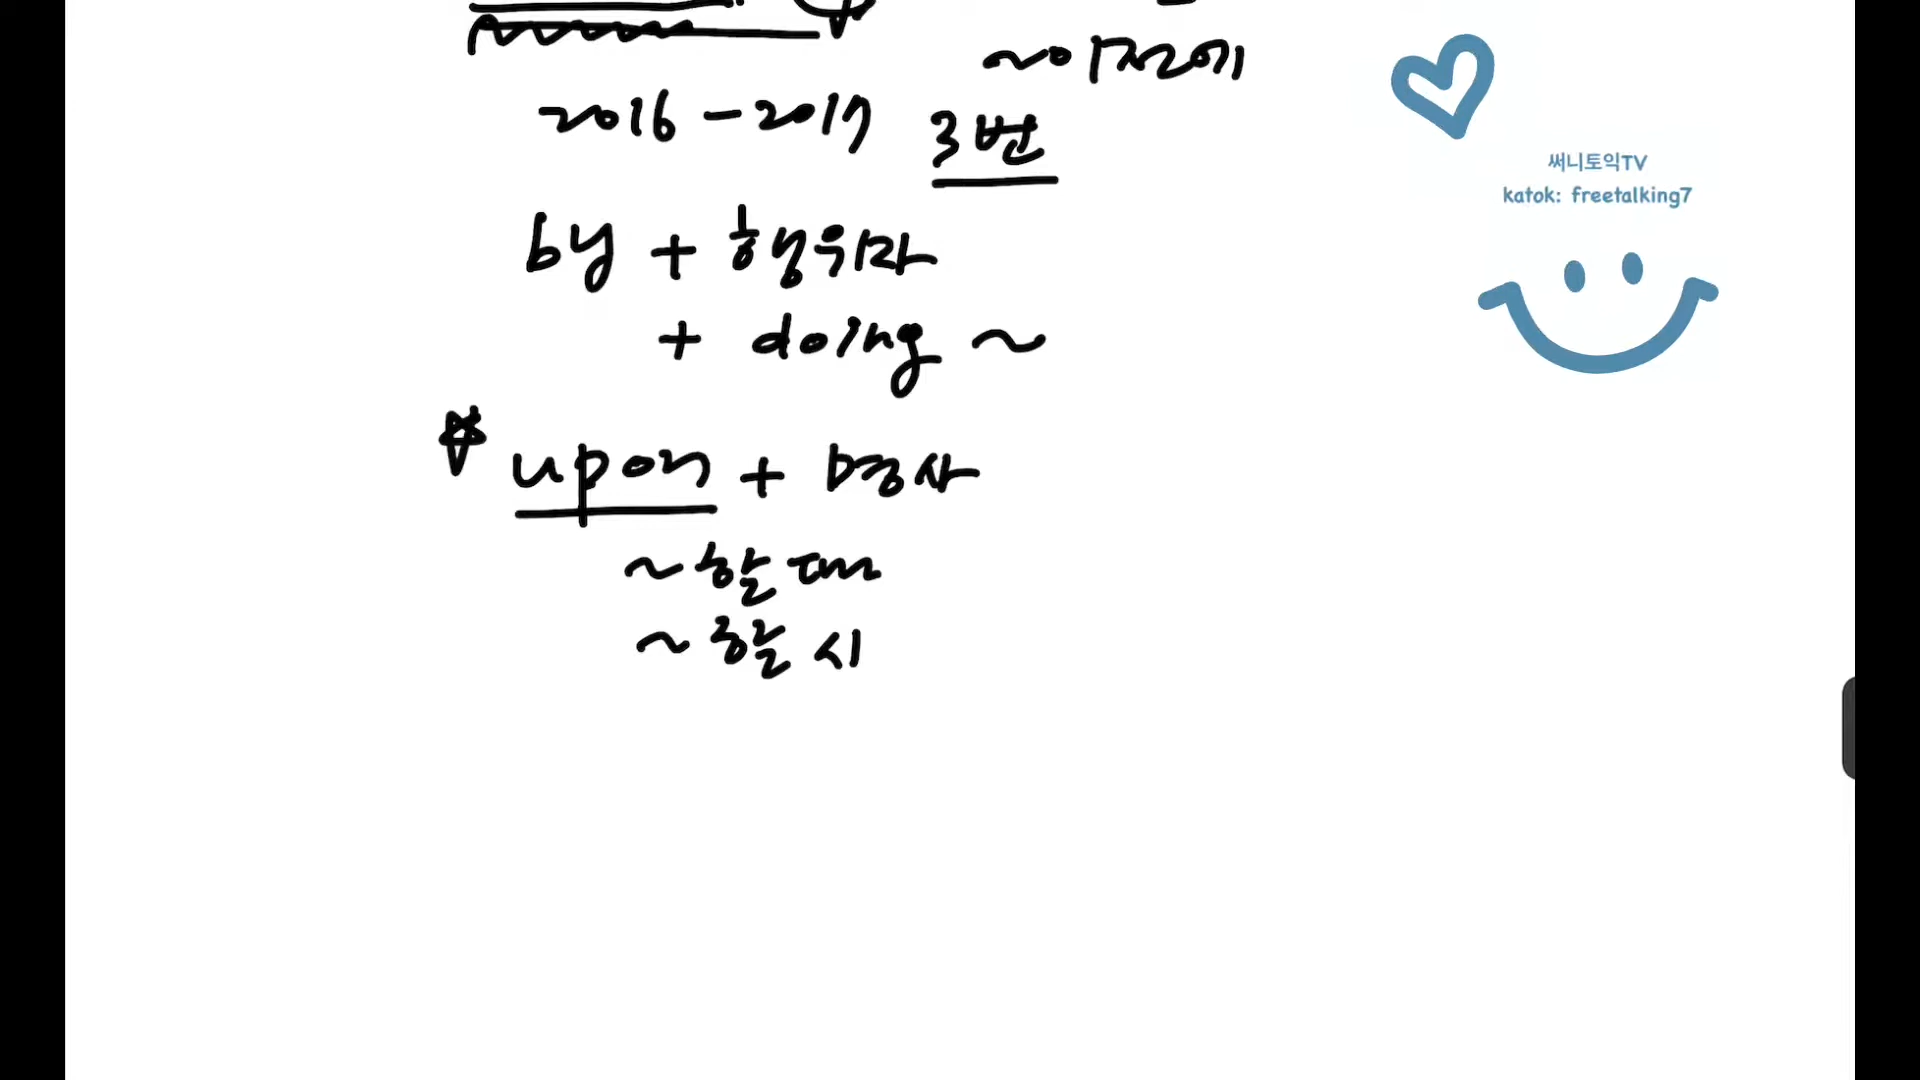 ~이전에
2016-2017 3번
써니토익TV
katok: freetalking7
by + 행위자
+ doing ~
☆ upon + 명사
~할 때
~할 시